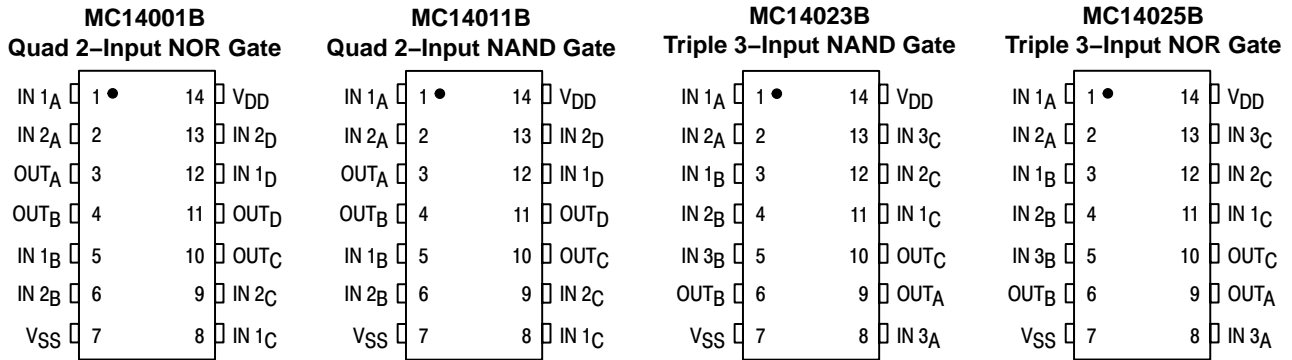 MC14001B
Quad 2–Input NOR Gate
IN 1A 1 14 VDD
IN 2A 2 13 IN 2D
OUTA 3 12 IN 1D
OUTB 4 11 OUTD
IN 1B 5 10 OUTC
IN 2B 6 9 IN 2C
VSS 7 8 IN 1C
MC14011B
Quad 2–Input NAND Gate
IN 1A 1 14 VDD
IN 2A 2 13 IN 2D
OUTA 3 12 IN 1D
OUTB 4 11 OUTD
IN 1B 5 10 OUTC
IN 2B 6 9 IN 2C
VSS 7 8 IN 1C
MC14023B
Triple 3–Input NAND Gate
IN 1A 1 14 VDD
IN 2A 2 13 IN 3C
IN 1B 3 12 IN 2C
IN 2B 4 11 IN 1C
IN 3B 5 10 OUTC
OUTB 6 9 OUTA
VSS 7 8 IN 3A
MC14025B
Triple 3–Input NOR Gate
IN 1A 1 14 VDD
IN 2A 2 13 IN 3C
IN 1B 3 12 IN 2C
IN 2B 4 11 IN 1C
IN 3B 5 10 OUTC
OUTB 6 9 OUTA
VSS 7 8 IN 3A